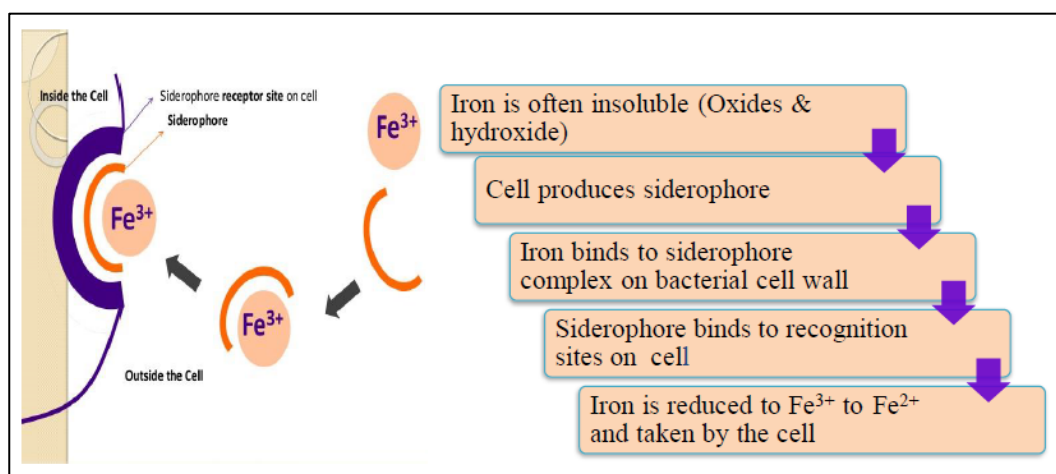 Inside the Cell
Siderophore receptor site on cell
Siderophore
Fe³⁺
Fe³⁺
Fe³⁺
Outside the Cell
Iron is often insoluble (Oxides &
hydroxide)
Cell produces siderophore
Iron binds to siderophore
complex on bacterial cell wall
Siderophore binds to recognition
sites on cell
Iron is reduced to Fe³⁺ to Fe²⁺
and taken by the cell